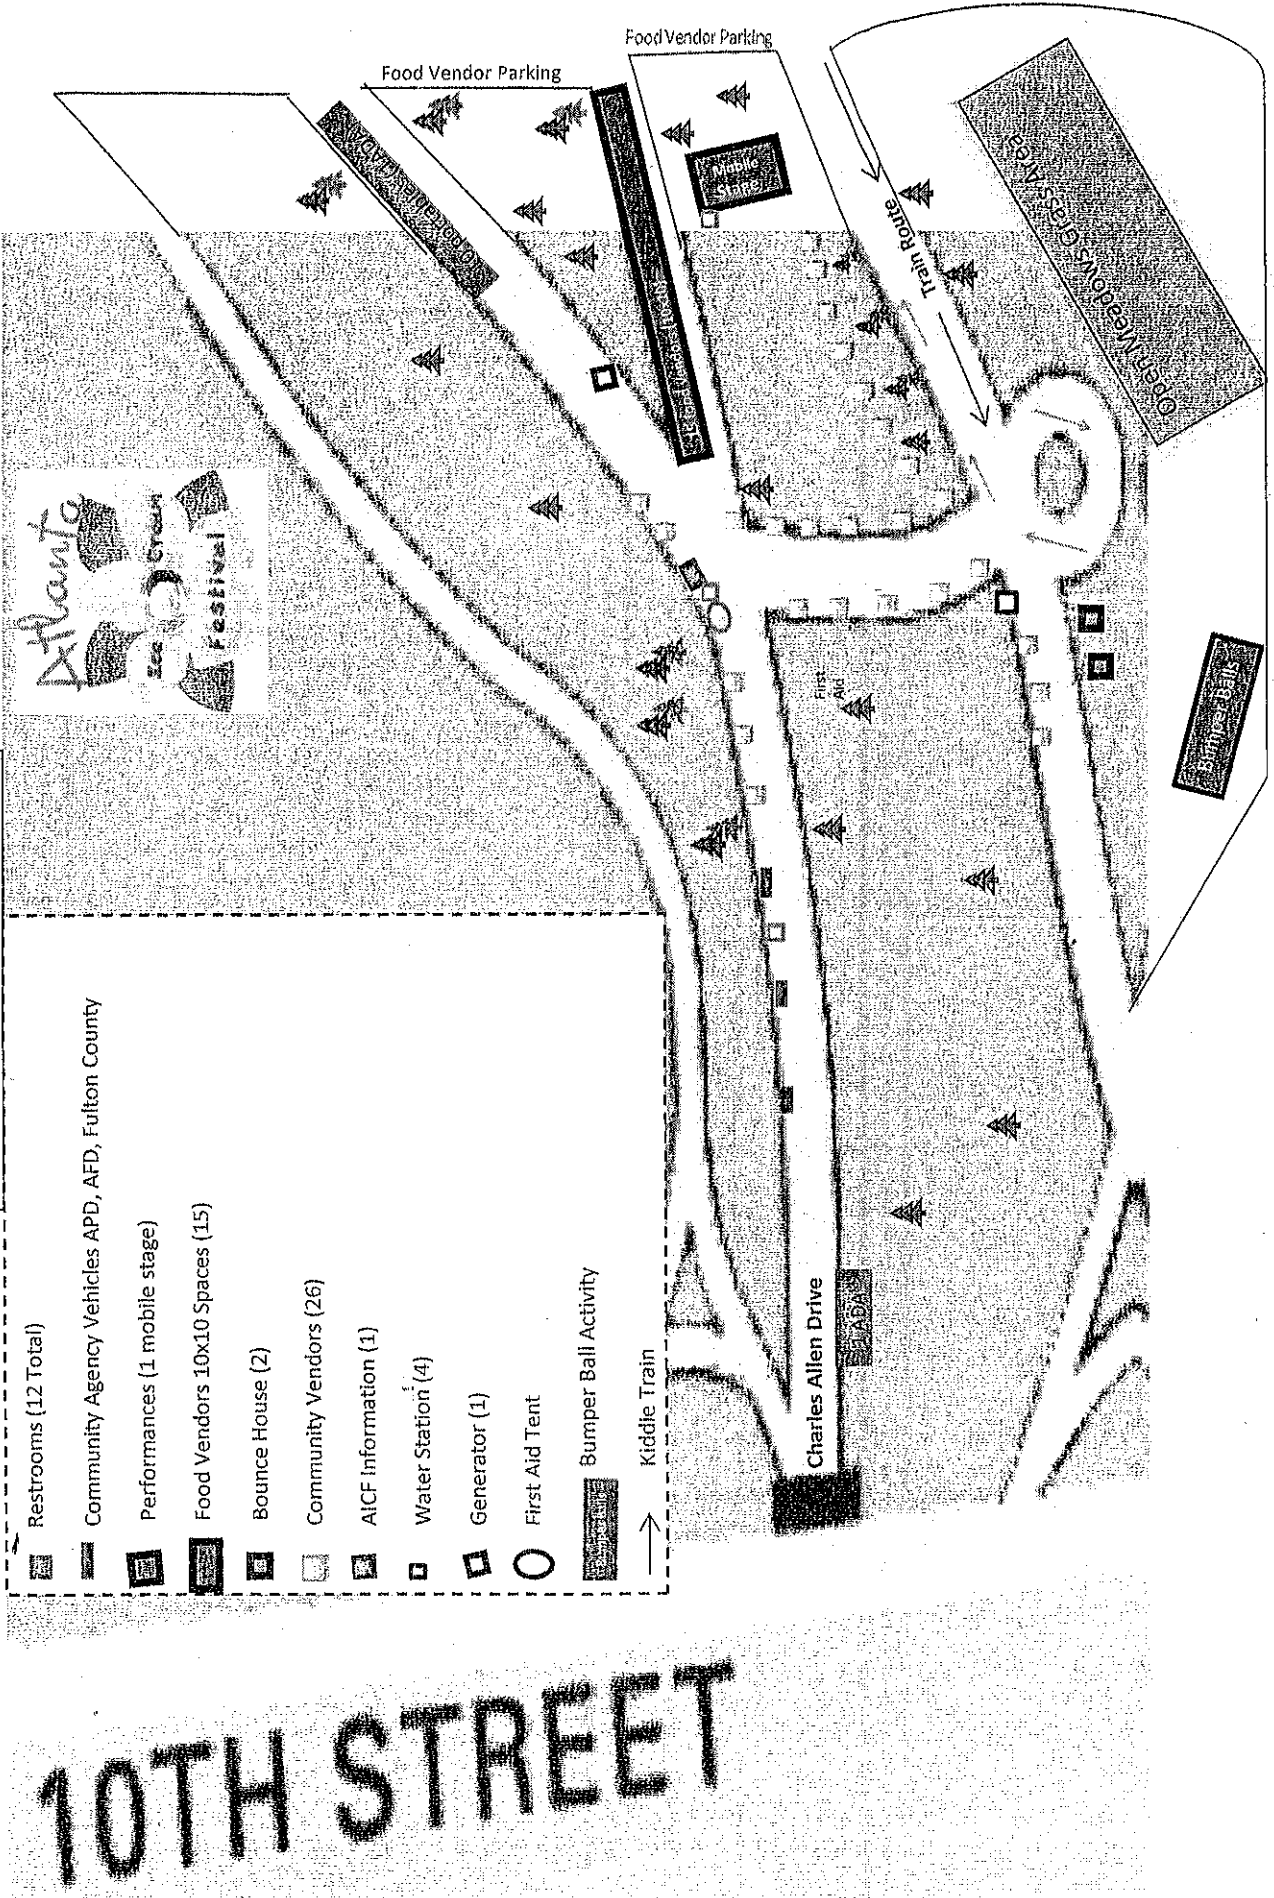 Atlanta
Ice Cream
Festival
Restrooms (12 Total)
Community Agency Vehicles APD, AFD, Fulton County
Performances (1 mobile stage)
Food Vendors 10x10 Spaces (15)
Bounce House (2)
Community Vendors (26)
AICF Information (1)
Water Station (4)
Generator (1)
First Aid Tent
Bumper Balls
Bumper Ball Activity
Kiddie Train
Food Vendor Parking
Food Vendor Parking
Mobile
Stage
Train Route
Open Meadows Grass Area
First
Aid
Bumper Balls
Charles Allen Drive
ADA
10TH STREET